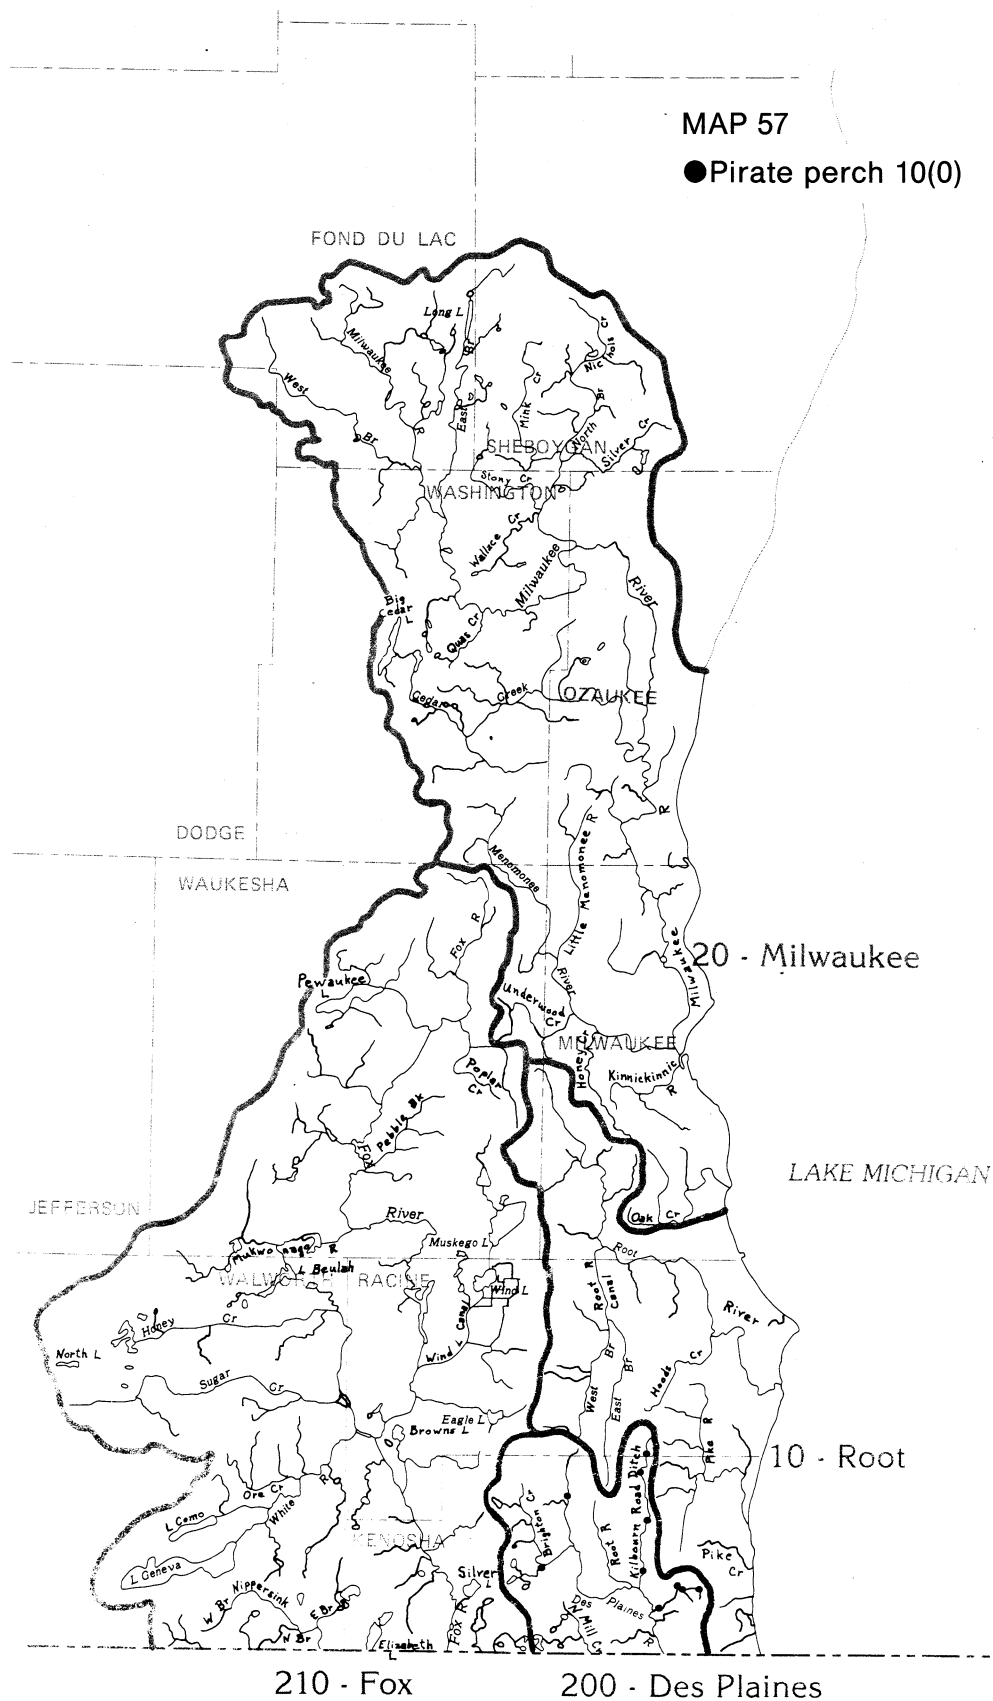 MAP 57
●Pirate perch 10(0)
FOND DU LAC
Long L
Milwaukee
R
West
Br
East
Br
Mink
Cr
Nichols
Cr
North
Br
Silver
Cr
SHEBOYGAN
Stony Cr
WASHINGTON
Wallace
Cr
Milwaukee
River
Big
Cedar
L
Quas Cr
Cedar
Creek
OZAUKEE
R
DODGE
WAUKESHA
Menomonee
River
Little Menomonee R
Fox R
Milwaukee
20 - Milwaukee
Pewaukee
L
Underwood
Cr
MILWAUKEE
Honey Cr
Kinnickinnic
R
Poplar
Cr
Pebble Bk
Fox
LAKE MICHIGAN
JEFFERSON
River
Oak Cr
Mukwonago R
Muskego L
Root
L Beulah
WALWORTH
RACINE
Wind L
Root R
Canal
River
Honey
Cr
Wind L Canal
North L
Hoods
Cr
Sugar
Cr
West
Br
East
Br
Eagle L
Browns L
Pike R
10 - Root
Ore Cr
White
R
L Como
Brighton
Cr
Root R
Kilbourn Road Ditch
KENOSHA
Pike
Cr
L Geneva
Silver
L
W Br
Nippersink
E Br
N Br
Des
Plaines
R
N Mill
C
Fox R
Elizabeth
L
210 - Fox
200 - Des Plaines